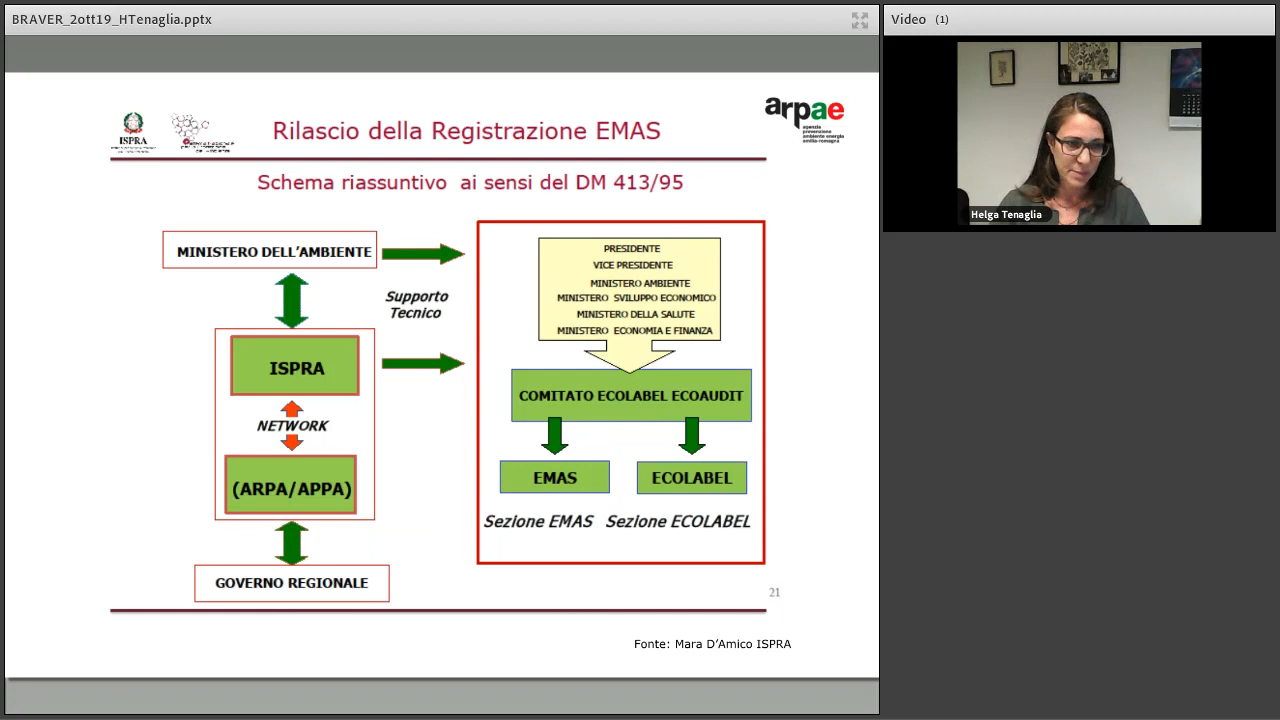 BRAVER_2ott19_HTenaglia.pptx
Video (1)
Helga Tenaglia
ISPRA
arpae
agenzia
prevenzione
ambiente energia
emilia-romagna
Rilascio della Registrazione EMAS
Schema riassuntivo ai sensi del DM 413/95
MINISTERO DELL’AMBIENTE
Supporto
Tecnico
ISPRA
NETWORK
(ARPA/APPA)
GOVERNO REGIONALE
PRESIDENTE
VICE PRESIDENTE
MINISTERO AMBIENTE
MINISTERO SVILUPPO ECONOMICO
MINISTERO DELLA SALUTE
MINISTERO ECONOMIA E FINANZA
COMITATO ECOLABEL ECOAUDIT
EMAS
ECOLABEL
Sezione EMAS
Sezione ECOLABEL
21
Fonte: Mara D’Amico ISPRA